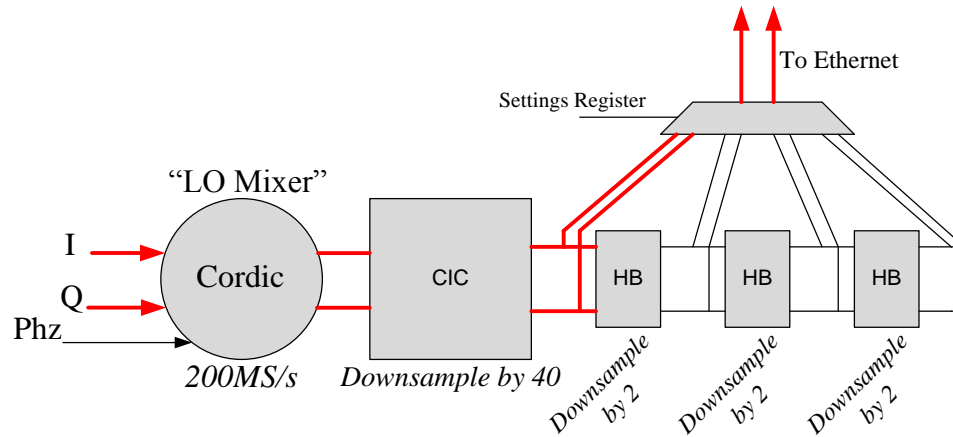 To Ethernet
Settings Register
“LO Mixer”
I
Q
Phz
Cordic
CIC
HB
HB
HB
200MS/s
Downsample by 40
Downsample
by 2
Downsample
by 2
Downsample
by 2